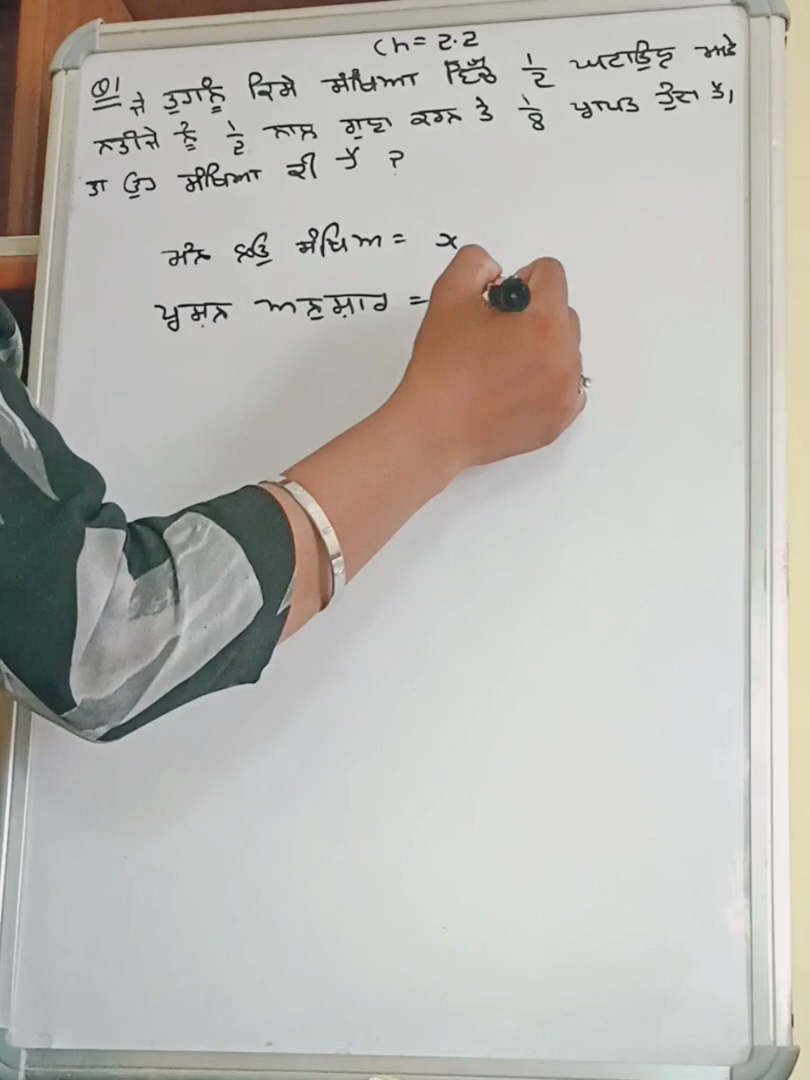 Ch = 2.2
Q1 ਜੇ ਤੁਹਾਨੂੰ ਕਿਸੇ ਸੰਖਿਆ ਵਿੱਚੋਂ 1/2 ਘਟਾਉਣ ਅਤੇ
ਨਤੀਜੇ ਨੂੰ 1/2 ਨਾਲ ਗੁਣਾ ਕਰਨ ਤੇ 1/8 ਪ੍ਰਾਪਤ ਹੁੰਦਾ ਹੈ।
ਤਾਂ ਉਹ ਸੰਖਿਆ ਕੀ ਹੈ ?
ਮੰਨ ਲਉ ਸੰਖਿਆ = x
ਪ੍ਰਸ਼ਨ ਅਨੁਸ਼ਾਰ =